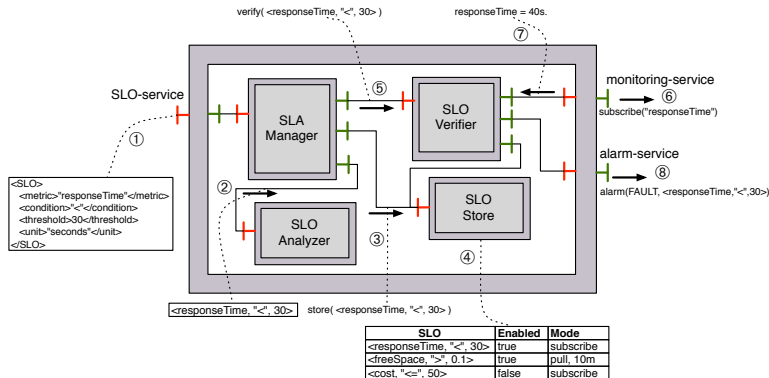 verify( <responseTime, "<", 30> )
responseTime = 40s.
⑦
SLO-service
①
<SLO>
<metric>"responseTime"</metric>
<condition>"<"</condition>
<threshold>30</threshold>
<unit>"seconds"</unit>
</SLO>
SLA
Manager
⑤
SLO
Verifier
monitoring-service
⑥
subscribe("responseTime")
alarm-service
⑧
alarm(FAULT, <responseTime,"<",30>)
②
SLO
Analyzer
③
SLO
Store
④
<responseTime, "<", 30>
store( <responseTime, "<", 30> )
SLO Enabled Mode
<responseTime, "<", 30> true subscribe
<freeSpace, ">", 0.1> true pull, 10m
<cost, "<=", 50> false subscribe